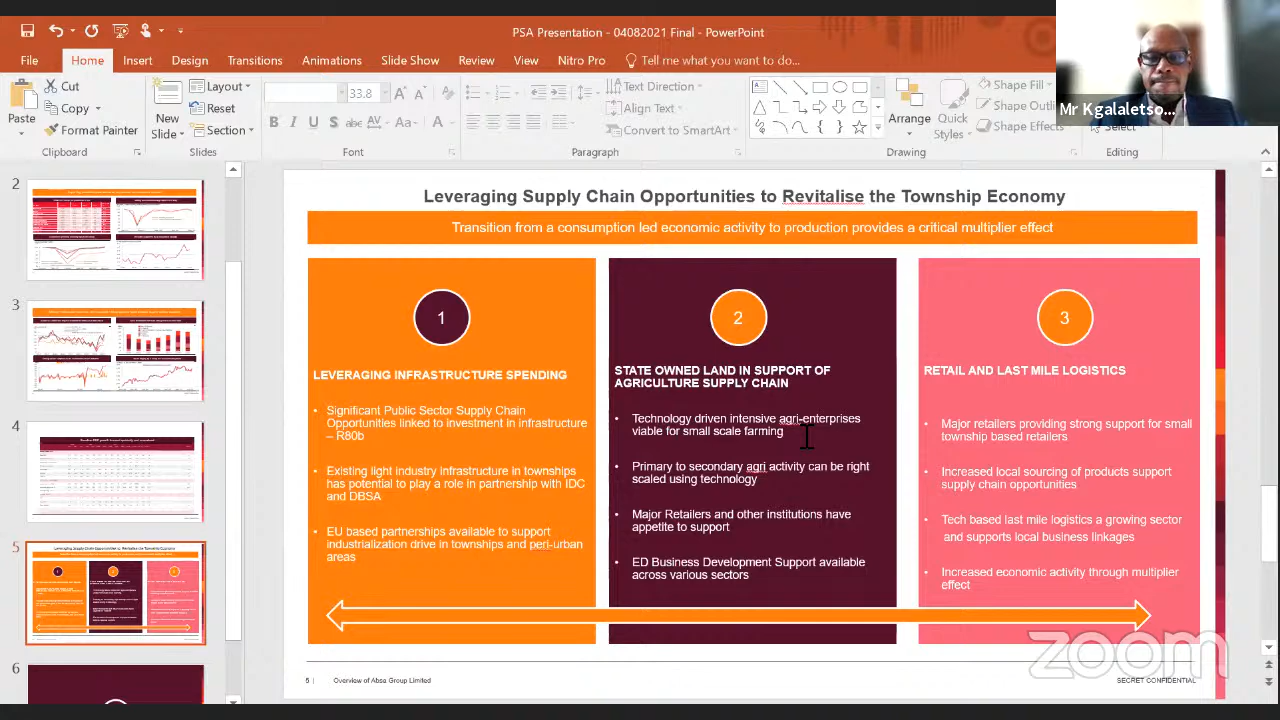 PSA Presentation - 04082021 Final - PowerPoint
File Home Insert Design Transitions Animations Slide Show Review View Nitro Pro Tell me what you want to do...
Mr Kgalaletso...
Paste
Cut
Copy
Format Painter
Clipboard
New
Slide
Layout
Reset
Section
Slides
33.8
Font
Text Direction
Align Text
Convert to SmartArt
Paragraph
Arrange
Quick
Styles
Shape Fill
Shape Outli
Shape Effects
Drawing
Select
Editing
2
3
4
5
6
Leveraging Supply Chain Opportunities to Revitalise the Township Economy
Transition from a consumption led economic activity to production provides a critical multiplier effect
1
LEVERAGING INFRASTRUCTURE SPENDING
• Significant Public Sector Supply Chain
Opportunities linked to investment in infrastructure
– R80b
• Existing light industry infrastructure in townships
has potential to play a role in partnership with IDC
and DBSA
• EU based partnerships available to support
industrialization drive in townships and peri-urban
areas
2
STATE OWNED LAND IN SUPPORT OF
AGRICULTURE SUPPLY CHAIN
• Technology driven intensive agri-enterprises
viable for small scale farming
• Primary to secondary agri activity can be right
scaled using technology
• Major Retailers and other institutions have
appetite to support
• ED Business Development Support available
across various sectors
3
RETAIL AND LAST MILE LOGISTICS
• Major retailers providing strong support for small
township based retailers
• Increased local sourcing of products support
supply chain opportunities
• Tech based last mile logistics a growing sector
and supports local business linkages
• Increased economic activity through multiplier
effect
5 | Overview of Absa Group Limited
SECRET CONFIDENTIAL
zoom